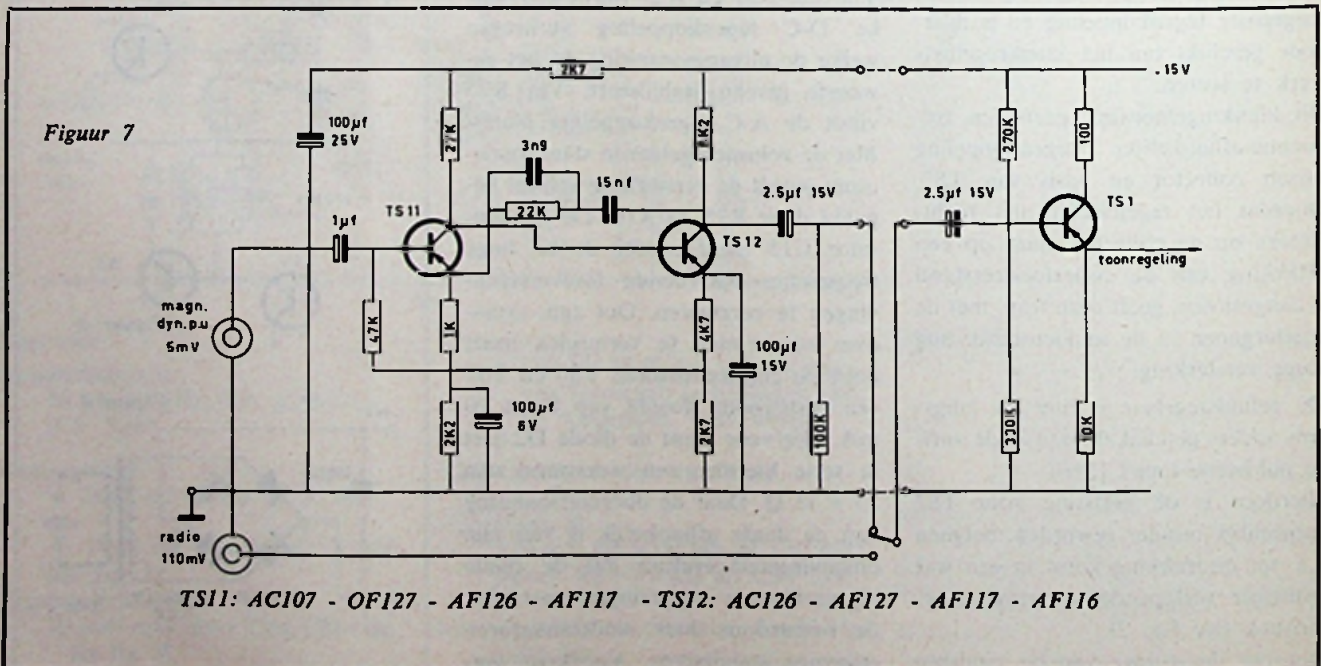 Figuur 7
2K7
.15V
100µf
25V
27K
3n9
15nf
22K
8K2
270K
100
2.5µf 15V
2.5µf 15V
TS11
TS12
TS1
1µf
toonregeling
magn.
dyn.p.u
5mV
47K
1K
4K7
100µf
15V
100µf
6V
2K2
2K7
100K
330K
10K
radio
110mV
TS11: AC107 - OF127 - AF126 - AF117 - TS12: AC126 - AF127 - AF117 - AF116